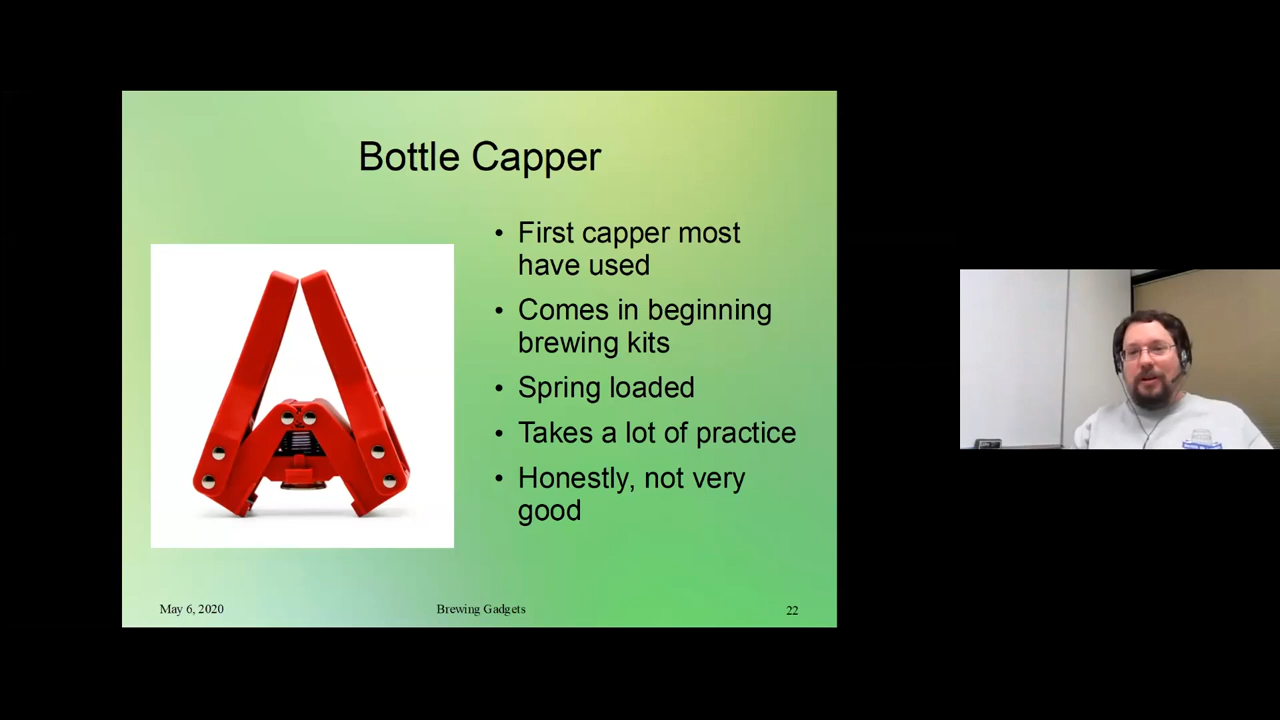 Bottle Capper
• First capper most
have used
• Comes in beginning
brewing kits
• Spring loaded
• Takes a lot of practice
• Honestly, not very
good
May 6, 2020
Brewing Gadgets
22